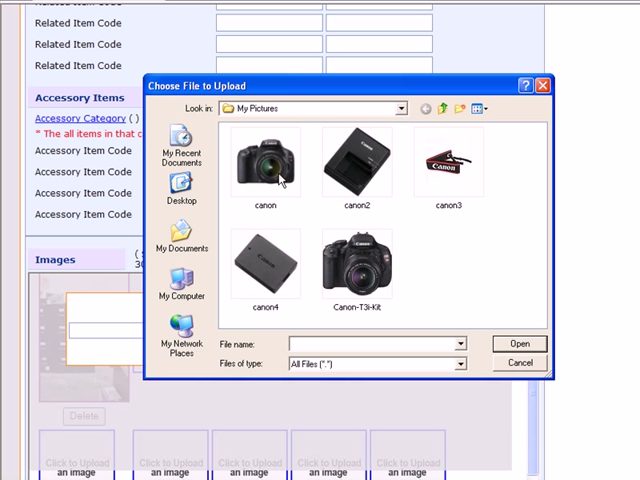 Related Item Code
Related Item Code
Related Item Code
Related Item Code
Choose File to Upload
Look in: My Pictures
Accessory Items
Accessory Category ( )
* The all items in that c
Accessory Item Code
Accessory Item Code
Accessory Item Code
Accessory Item Code
My Recent
Documents
Desktop
My Documents
My Computer
My Network
Places
Canon
canon
canon2
canon3
canon4
Canon-T3i-Kit
File name:
Open
Files of type:
All Files (*.*)
Cancel
Images
Delete
Click to Upload
an image
Click to Upload
an image
Click to Upload
an image
Click to Upload
an image
Click to Upload
an image